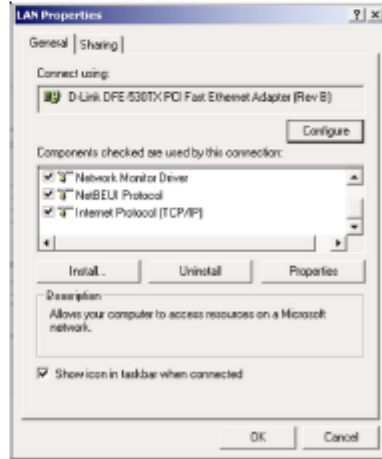 LAN Properties
General Sharing
Connect using:
D-Link DFE-530TX PCI Fast Ethernet Adapter (Rev B)
Configure
Components checked are used by this connection:
Network Monitor Driver
NetBEUI Protocol
Internet Protocol (TCP/IP)
Install... Uninstall Properties
Description
Allows your computer to access resources on a Microsoft
network.
Show icon in taskbar when connected
OK Cancel